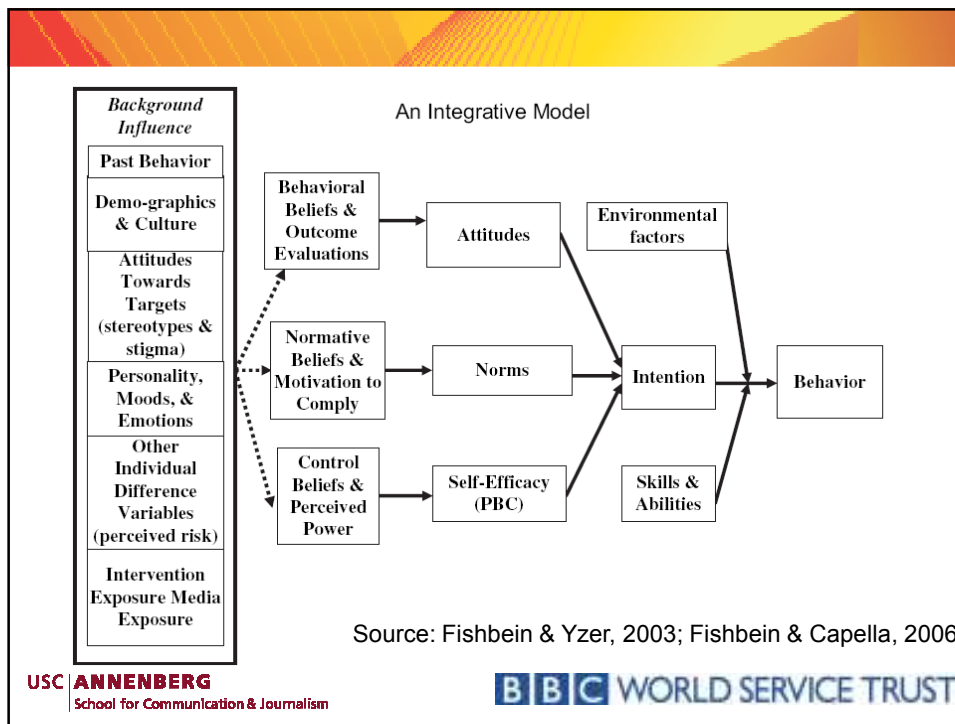 An Integrative Model
Background
Influence
Past Behavior
Demo-graphics
& Culture
Attitudes
Towards
Targets
(stereotypes &
stigma)
Personality,
Moods, &
Emotions
Other
Individual
Difference
Variables
(perceived risk)
Intervention
Exposure Media
Exposure
Behavioral
Beliefs &
Outcome
Evaluations
Normative
Beliefs &
Motivation to
Comply
Control
Beliefs &
Perceived
Power
Attitudes
Norms
Self-Efficacy
(PBC)
Environmental
factors
Intention
Skills &
Abilities
Behavior
Source: Fishbein & Yzer, 2003; Fishbein & Capella, 2006
USC ANNENBERG
School for Communication & Journalism
BBC WORLD SERVICE TRUST